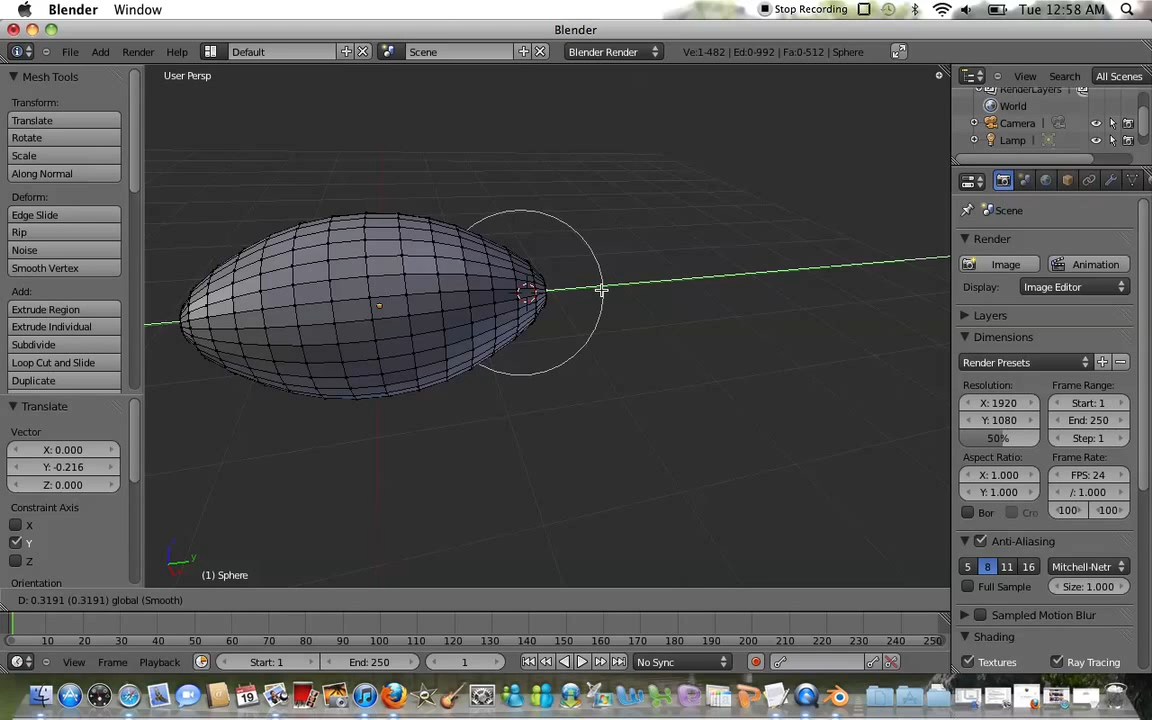 Blender Window Stop Recording Tue 12:58 AM
Blender
File Add Render Help Default Scene Blender Render Ve:1-482 | Ed:0-992 | Fa:0-512 | Sphere View Search All Scenes
Mesh Tools
User Persp
RenderLayers
World
Camera
Lamp
Transform:
Translate
Rotate
Scale
Along Normal
Deform:
Edge Slide
Rip
Noise
Smooth Vertex
Add:
Extrude Region
Extrude Individual
Subdivide
Loop Cut and Slide
Duplicate
Translate
Vector
X: 0.000
Y: -0.216
Z: 0.000
Constraint Axis
X
Y
Z
Orientation
y
(1) Sphere
D: 0.3191 (0.3191) global (Smooth)
Scene
Render
Image Animation
Display: Image Editor
Layers
Dimensions
Render Presets
Resolution: Frame Range:
X: 1920 Start: 1
Y: 1080 End: 250
50% Step: 1
Aspect Ratio: Frame Rate:
X: 1.000 FPS: 24
Y: 1.000 /: 1.000
Bor Cro 100 100
Anti-Aliasing
5 8 11 16 Mitchell-Netr
Full Sample Size: 1.000
Sampled Motion Blur
Shading
Textures Ray Tracing
0 10 20 30 40 50 60 70 80 90 100 110 120 130 140 150 160 170 180 190 200 210 220 230 240 250
View Frame Playback Start: 1 End: 250 1 No Sync
19